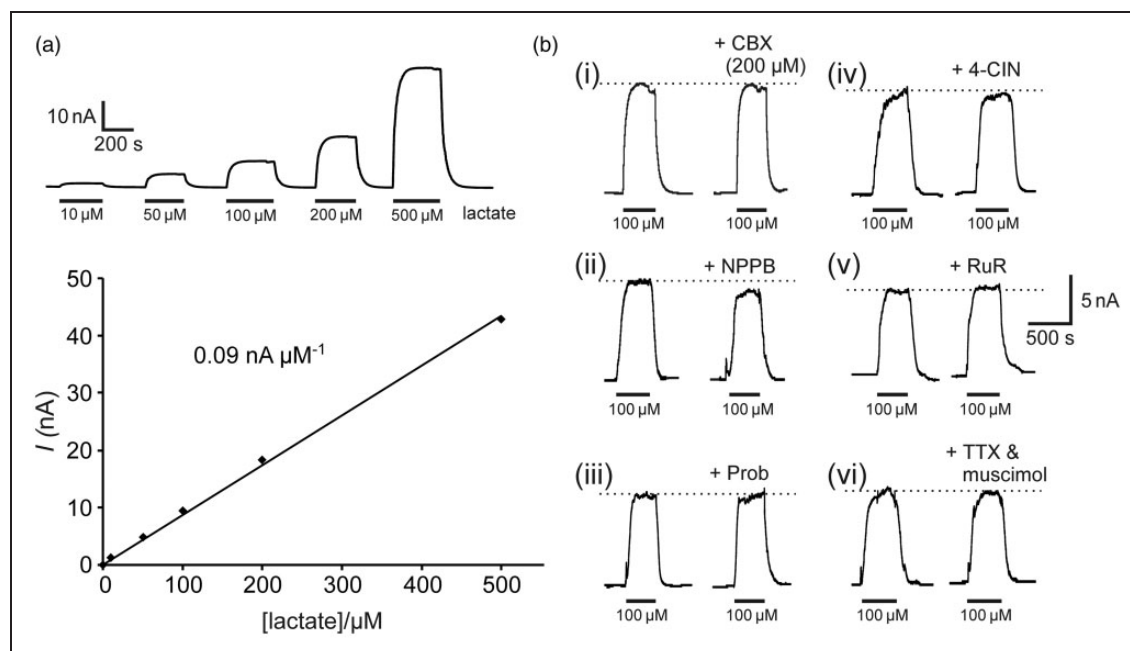 (a)
10 nA
200 s
10 µM 50 µM 100 µM 200 µM 500 µM lactate
50
40
30
20
10
0
I (nA)
0.09 nA µM⁻¹
0 100 200 300 400 500
[lactate]/µM
(b)
(i)
+ CBX
(200 µM)
100 µM 100 µM
(ii)
+ NPPB
100 µM 100 µM
(iii)
+ Prob
100 µM 100 µM
(iv)
+ 4-CIN
100 µM 100 µM
(v)
+ RuR
5 nA
500 s
100 µM 100 µM
(vi)
+ TTX &
muscimol
100 µM 100 µM